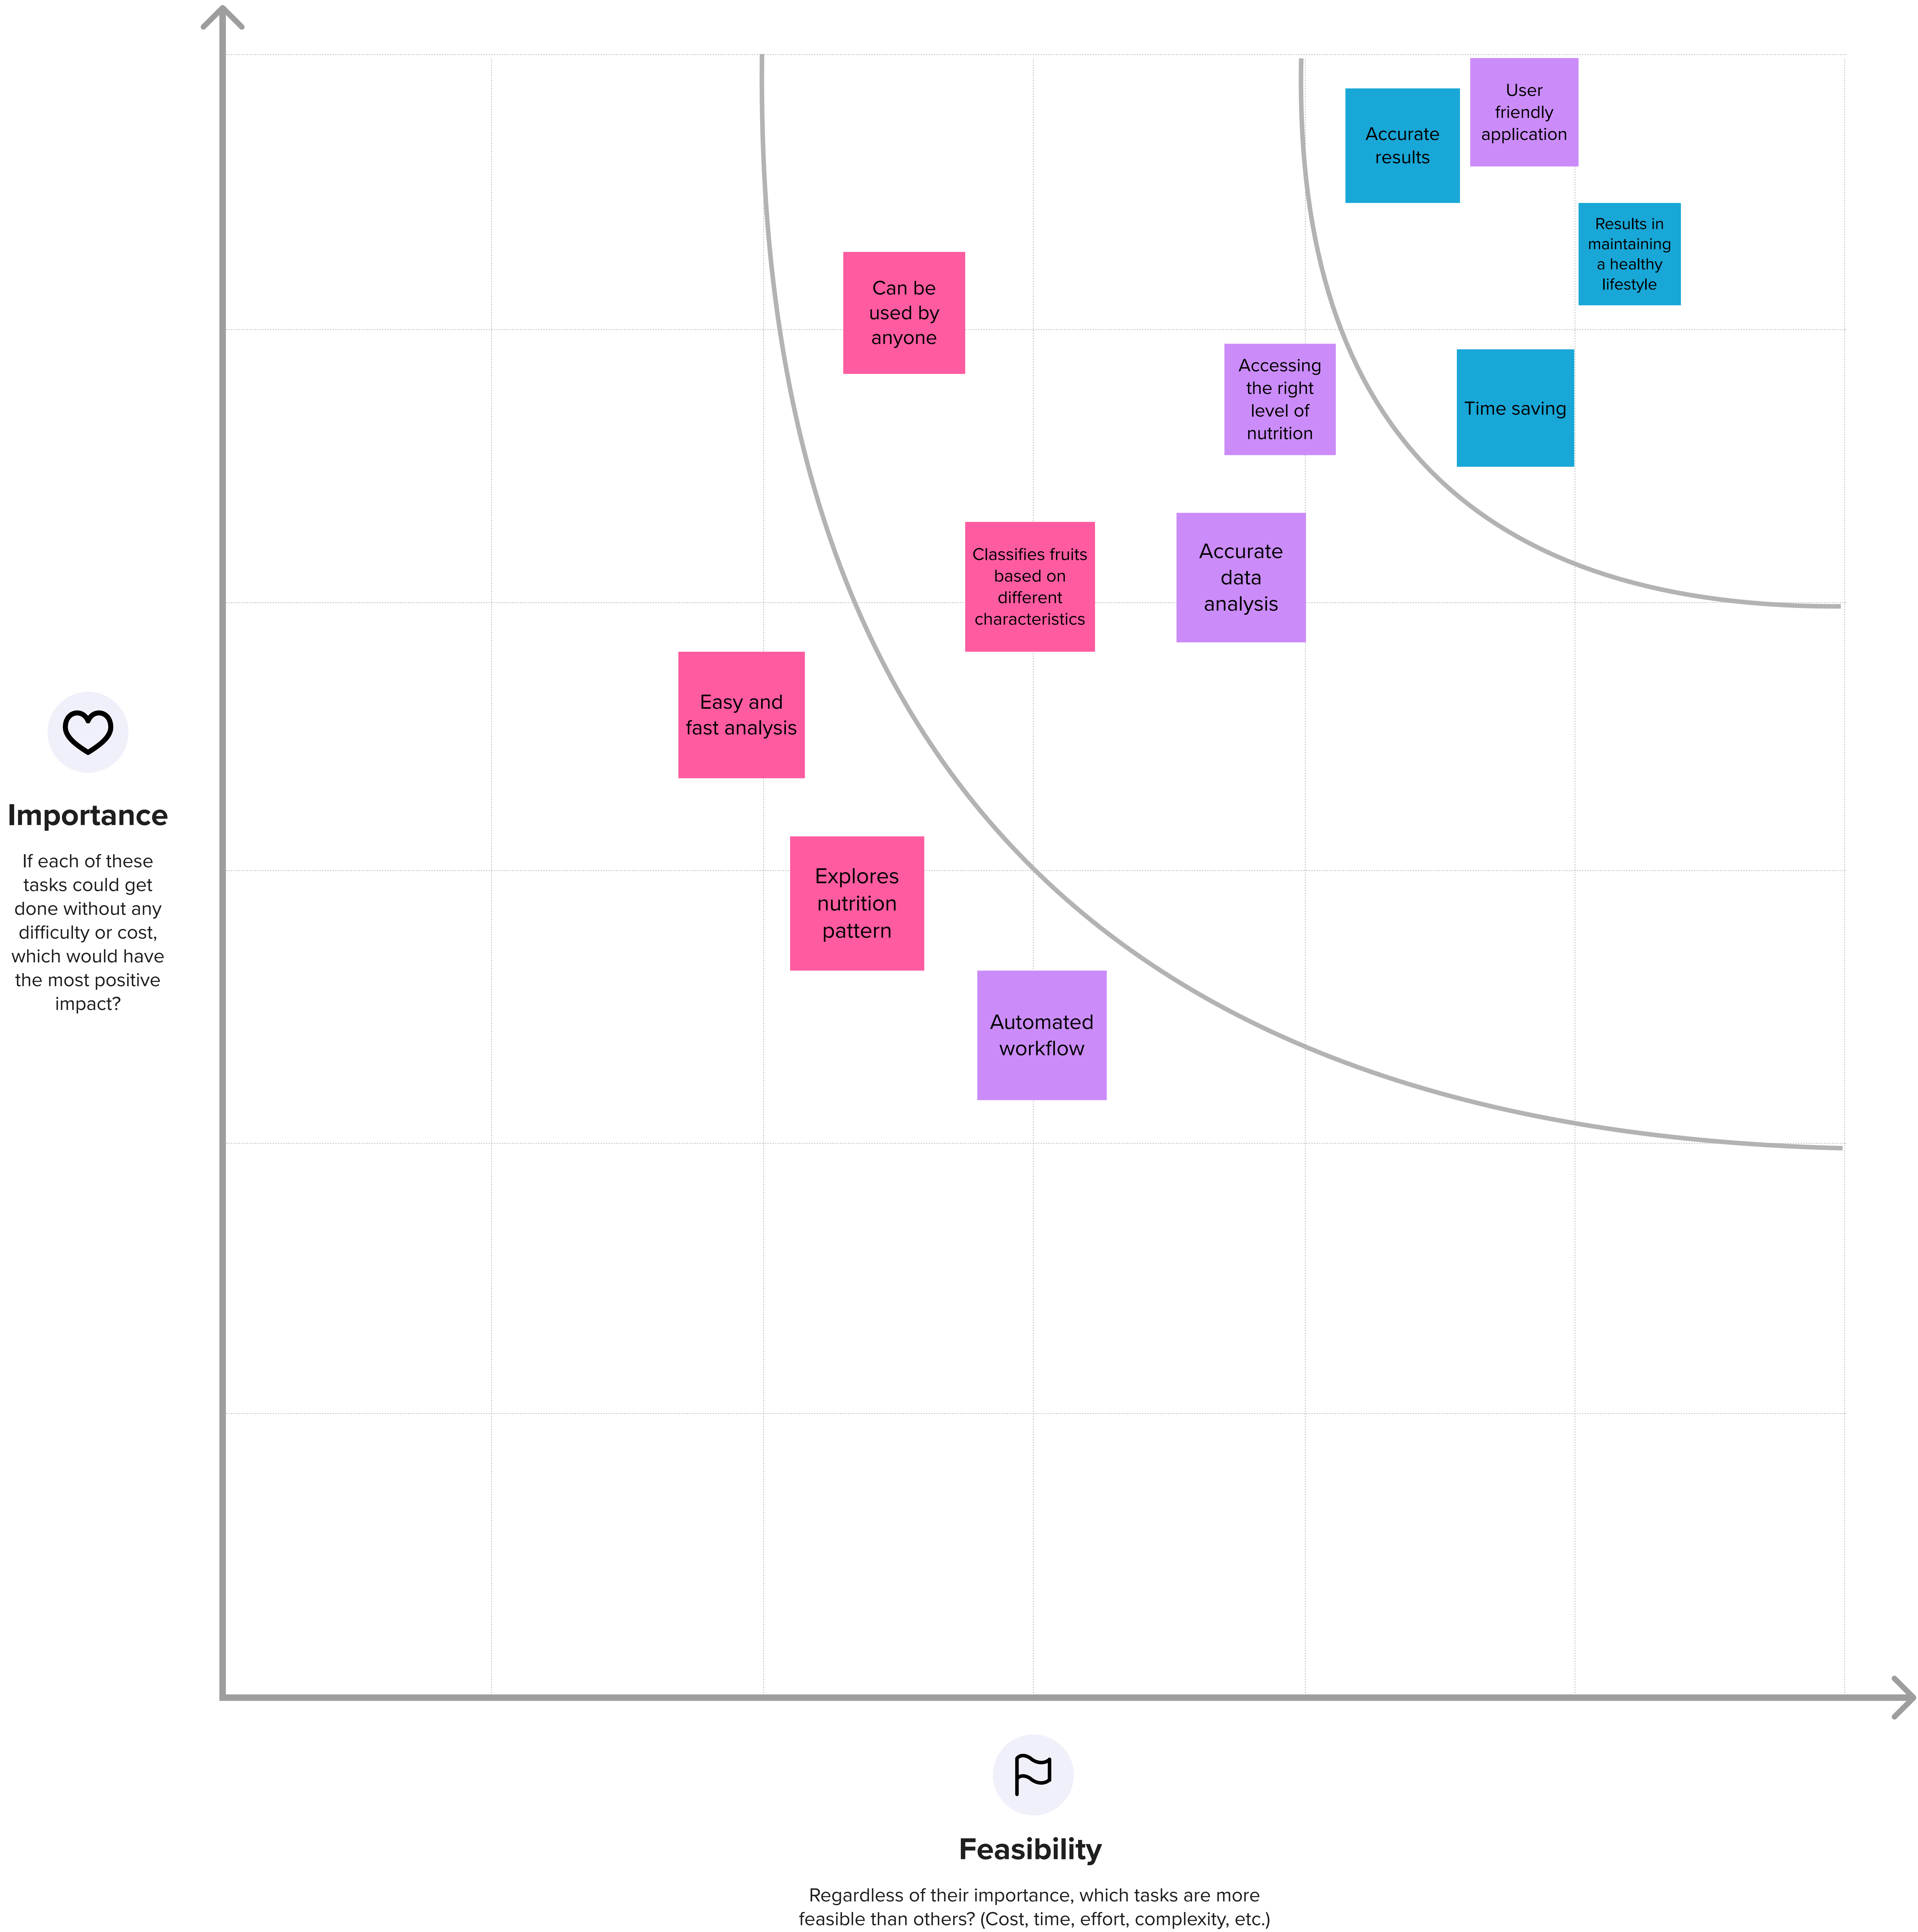 User
friendly
application
Accurate
results
Results in
maintaining
a healthy
lifestyle
Can be
used by
anyone
Accessing
the right
level of
nutrition
Time saving
Classifies fruits
based on
different
characteristics
Accurate
data
analysis
Easy and
fast analysis
Explores
nutrition
pattern
Automated
workflow
Importance
If each of these
tasks could get
done without any
difficulty or cost,
which would have
the most positive
impact?
Feasibility
Regardless of their importance, which tasks are more
feasible than others? (Cost, time, effort, complexity, etc.)